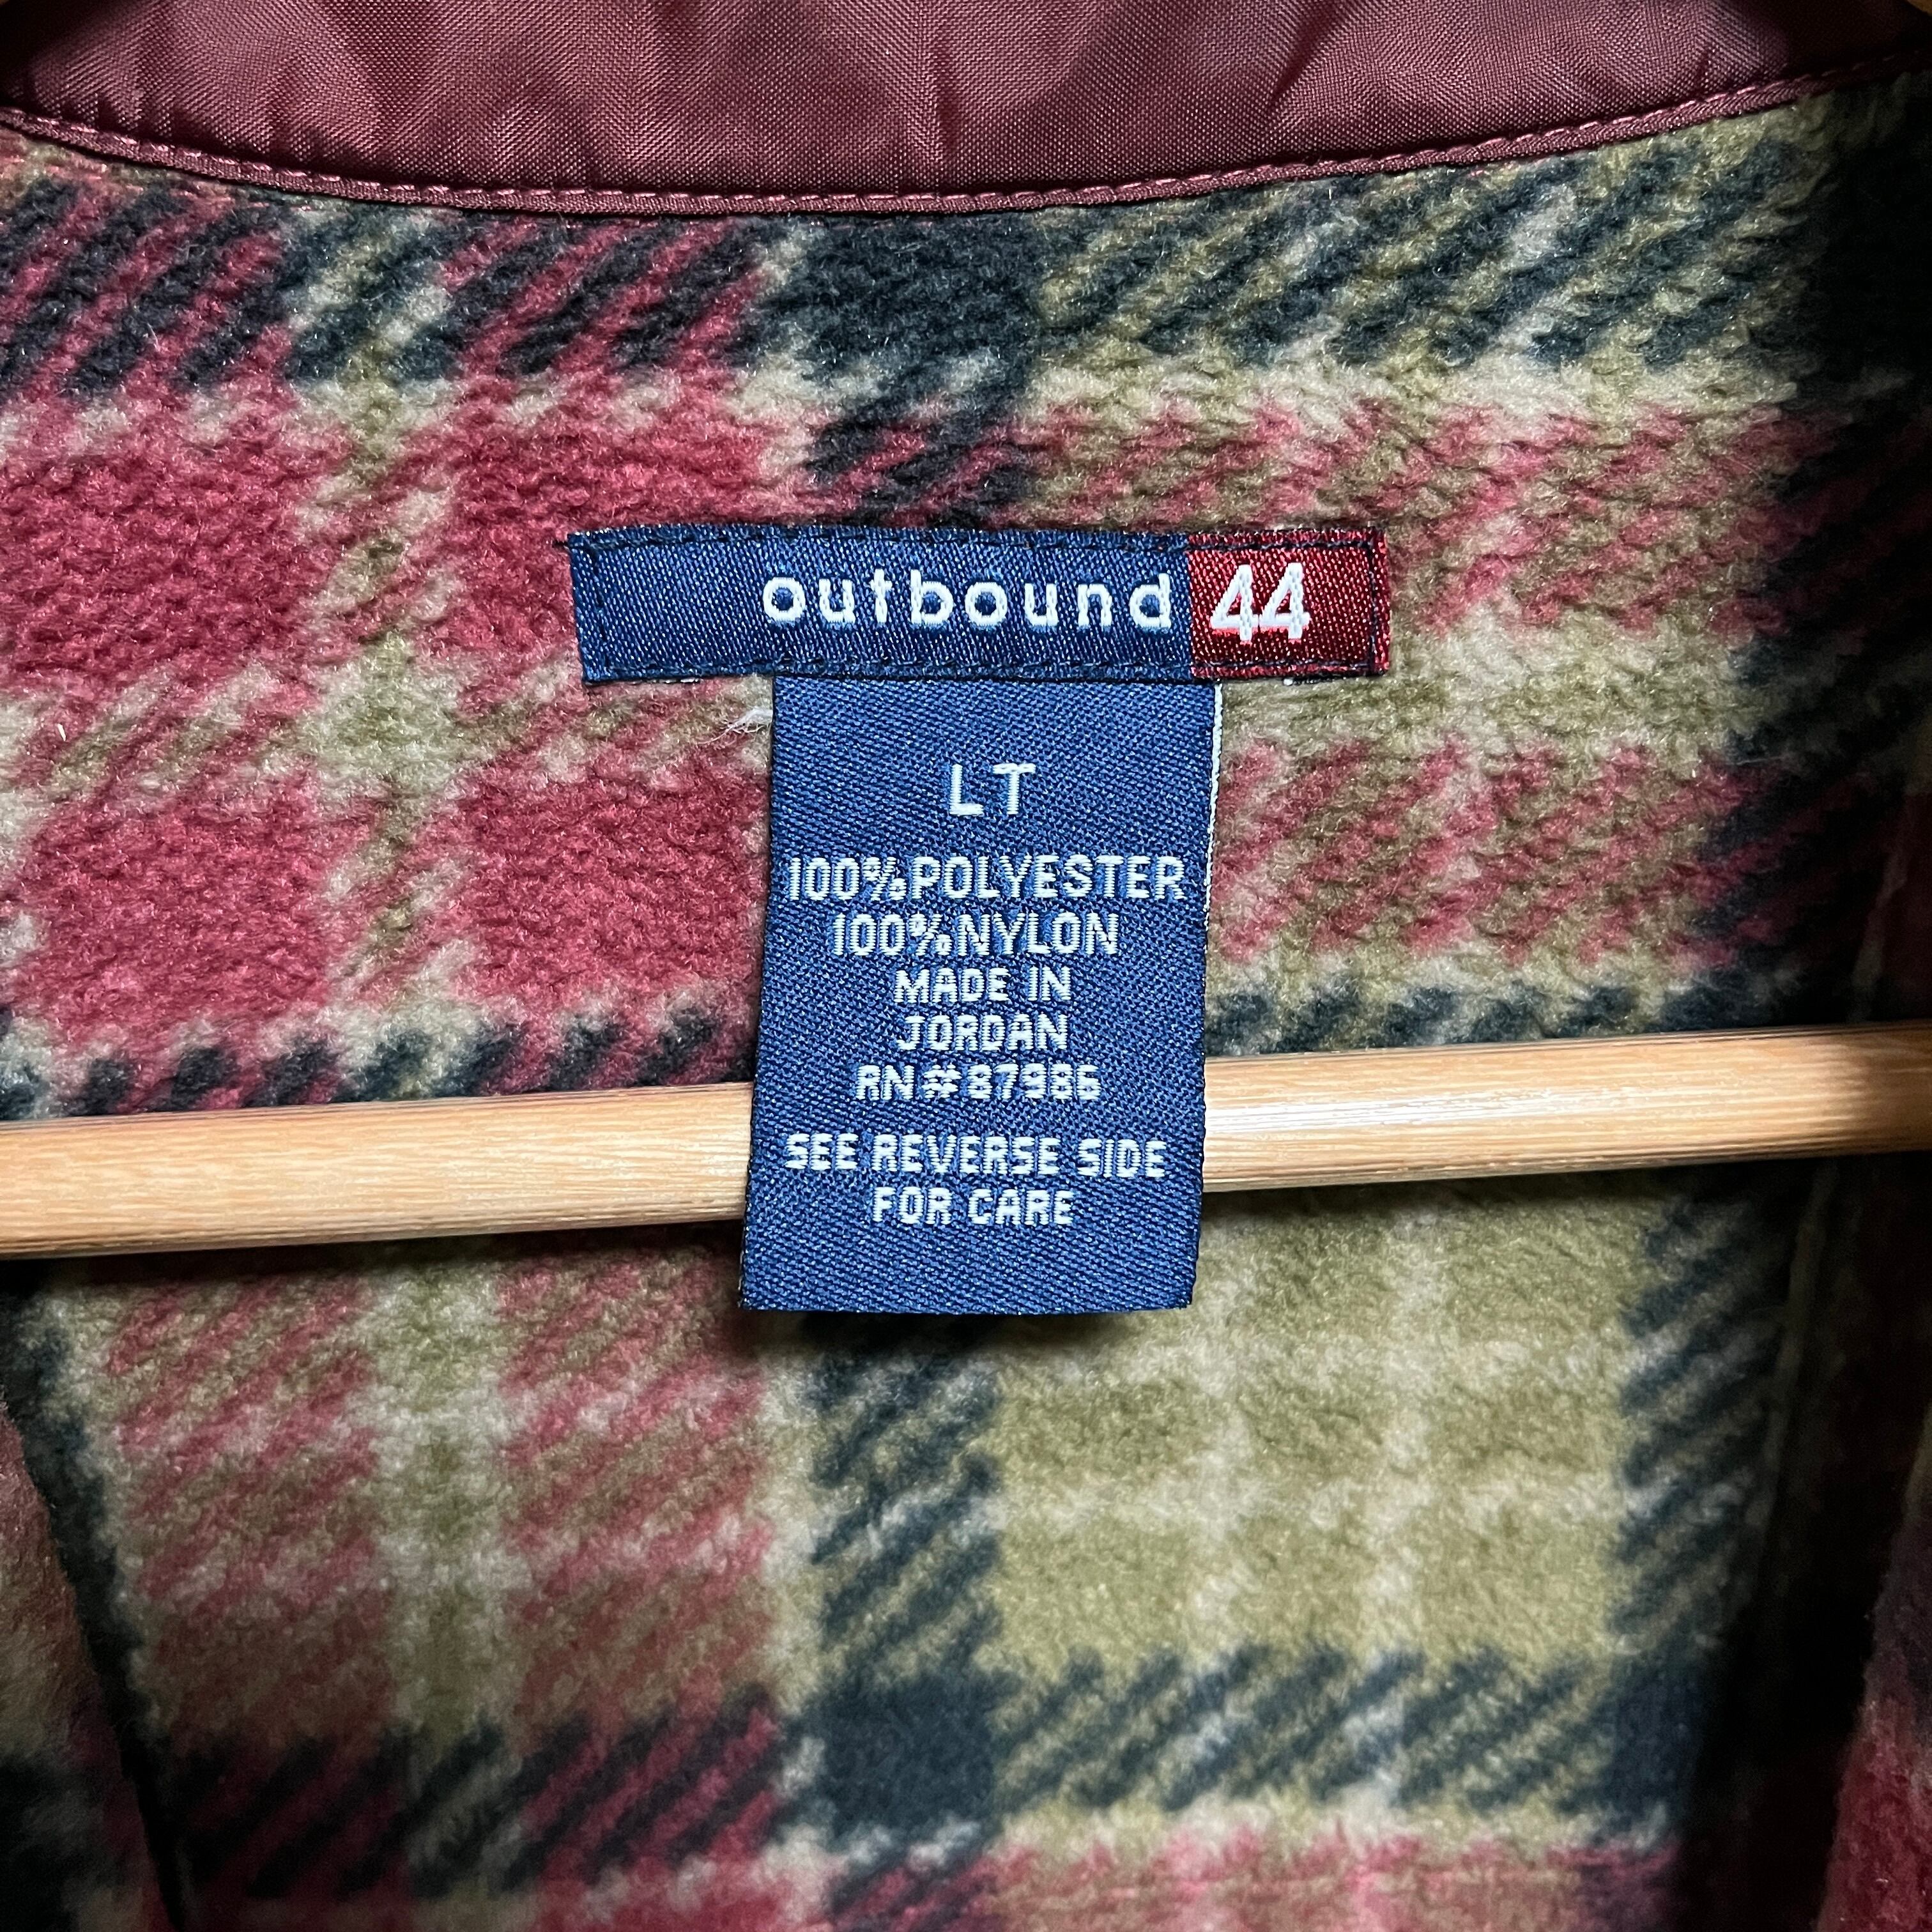 outbound 44
LT
100%POLYESTER
100%NYLON
MADE IN
JORDAN
RN#87986
SEE REVERSE SIDE
FOR CARE